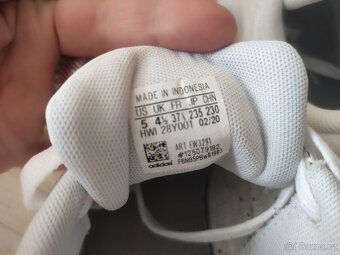 MADE IN INDONESIA
US UK FR JP CHN
5 4½ 37⅓ 235 230
HWI 28Y001 02/20
ART FW3291
#125079182
adidas